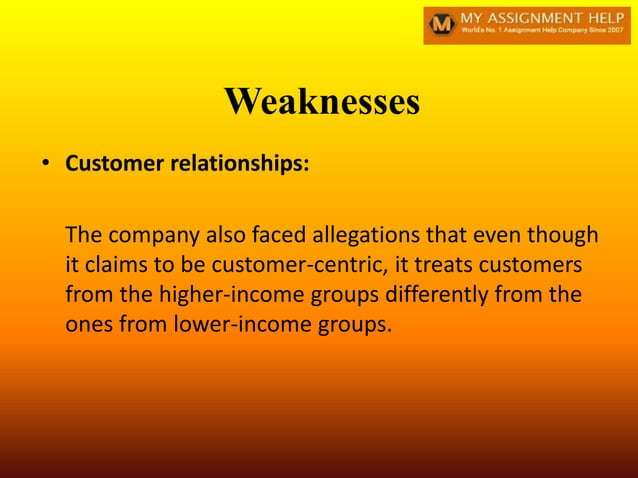 MY ASSIGNMENT HELP
World's No. 1 Assignment Help Company Since 2007
Weaknesses
• Customer relationships:
The company also faced allegations that even though
it claims to be customer-centric, it treats customers
from the higher-income groups differently from the
ones from lower-income groups.